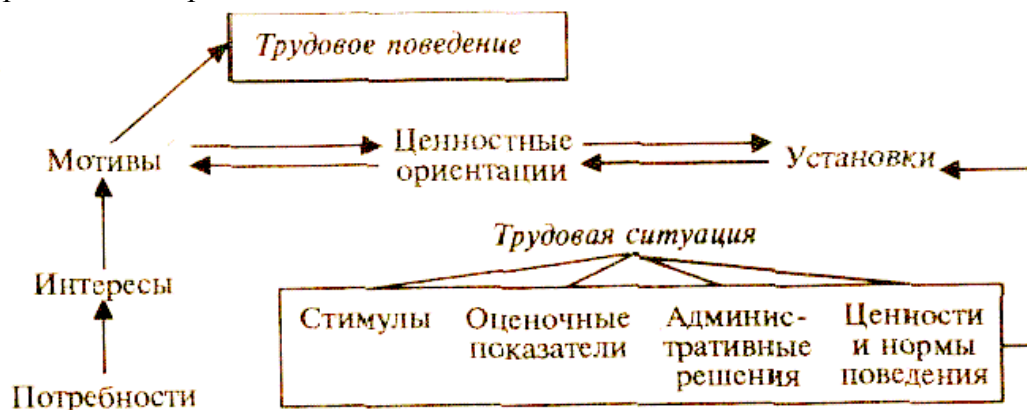 Трудовое поведение
Мотивы
Ценностные
ориентации
Установки
Трудовая ситуация
Интересы
Стимулы
Оценочные
показатели
Админис-
тративные
решения
Ценности
и нормы
поведения
Потребности